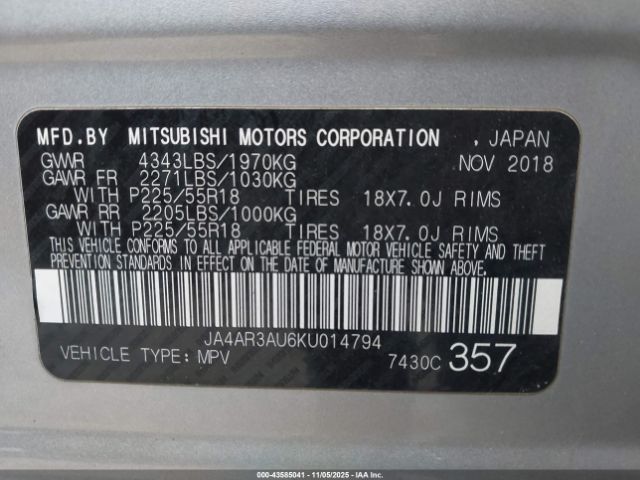 MFD.BY MITSUBISHI MOTORS CORPORATION , JAPAN
GVWR 4343LBS/1970KG NOV 2018
GAWR FR 2271LBS/1030KG
WITH P225/55R18 TIRES 18X7.0J RIMS
GAWR RR 2205LBS/1000KG
WITH P225/55R18 TIRES 18X7.0J RIMS
THIS VEHICLE CONFORMS TO ALL APPLICABLE FEDERAL MOTOR VEHICLE SAFETY AND THEFT
PREVENTION STANDARDS IN EFFECT ON THE DATE OF MANUFACTURE SHOWN ABOVE.
JA4AR3AU6KU014794
VEHICLE TYPE: MPV 7430C 357
000-43585041 - 11/05/2025 - IAA Inc.